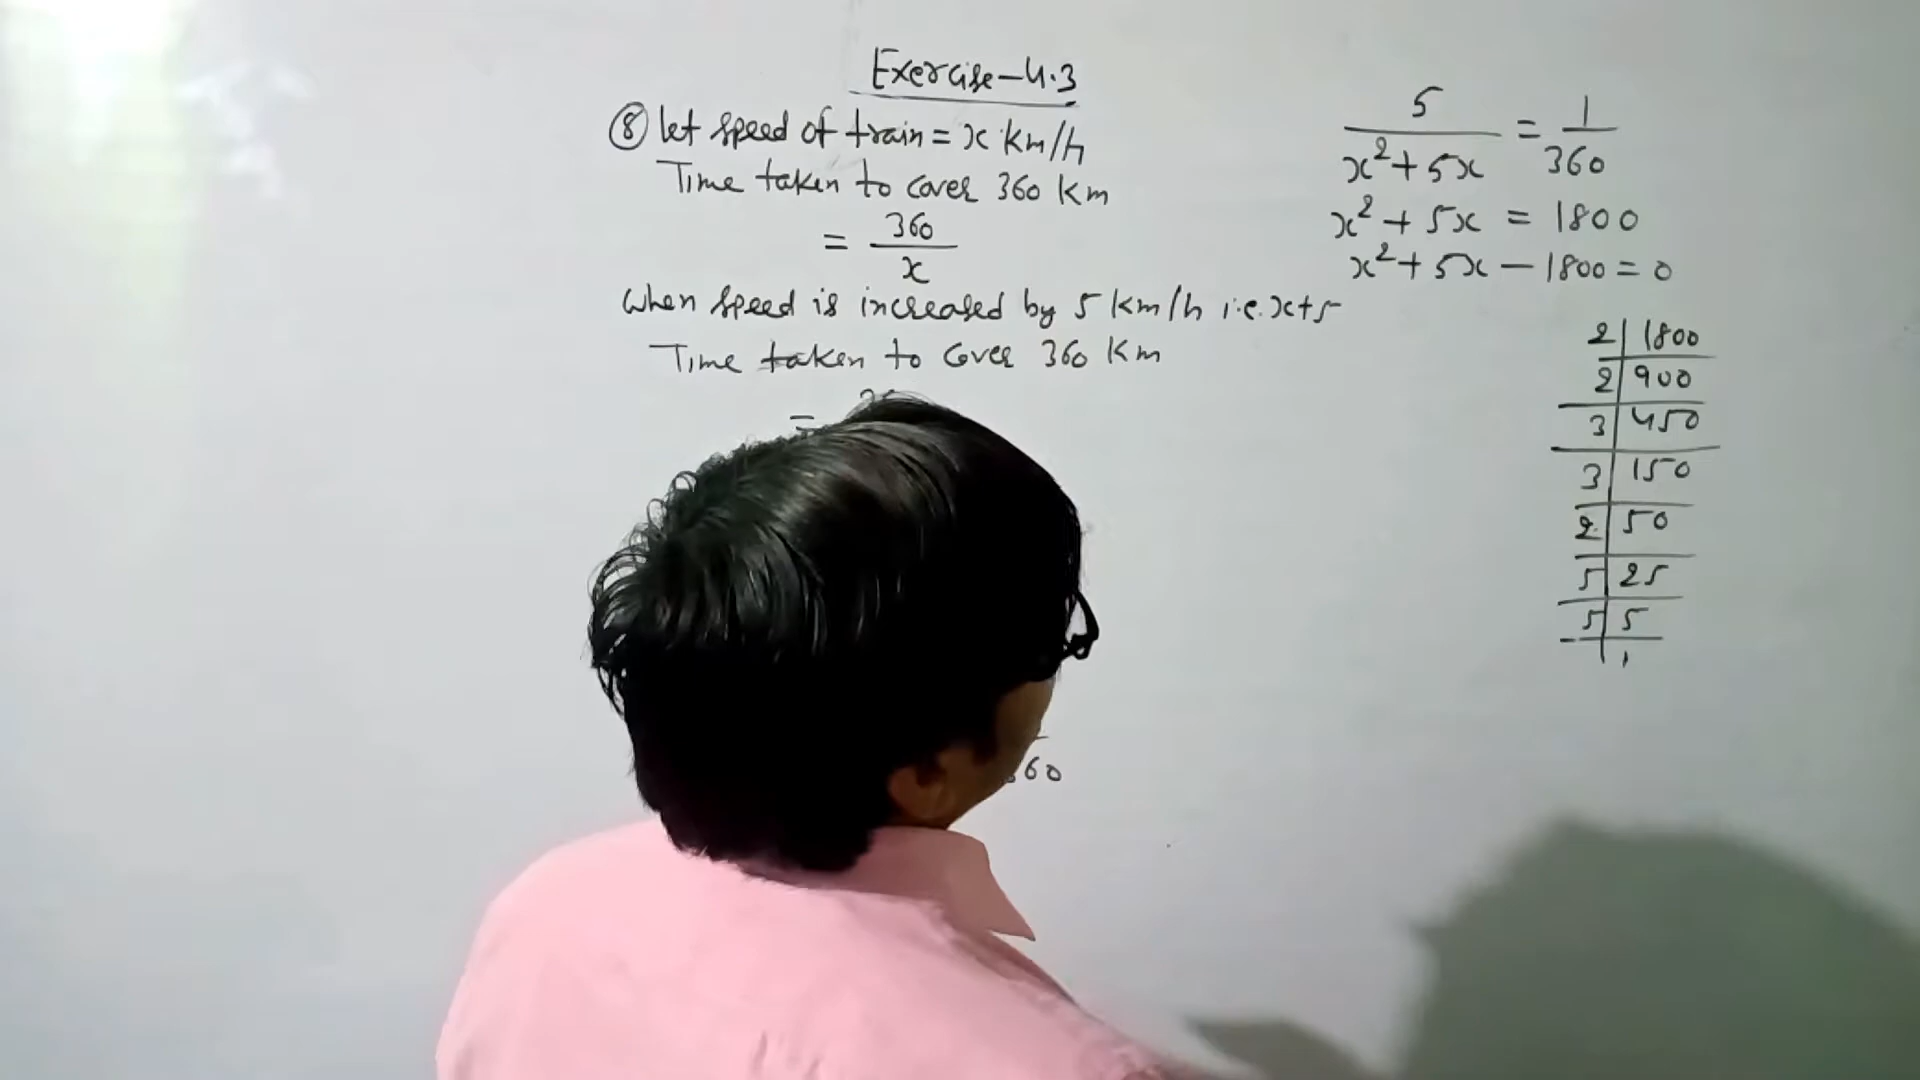 Exercise-4.3
⑧ let speed of train = x km/h
Time taken to cover 360 km
= 360/x
when speed is increased by 5 km/h i.e. x+5
Time taken to cover 360 km
=
60
5/(x²+5x) = 1/360
x²+5x = 1800
x²+5x-1800=0
2|1800
2|900
3|450
3|150
2|50
5|25
5|5
|1